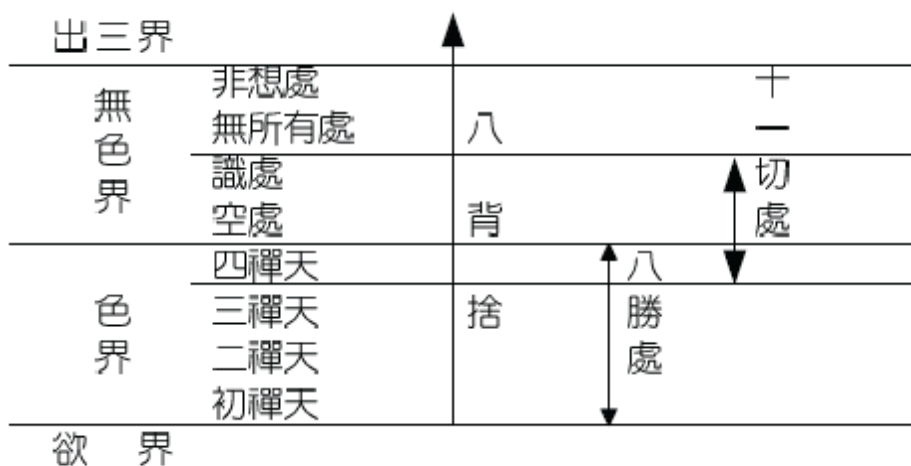 出三界
無色界
非想處
無所有處
識處
空處
色界
四禪天
三禪天
二禪天
初禪天
欲 界
八背捨
八勝處
十一切處